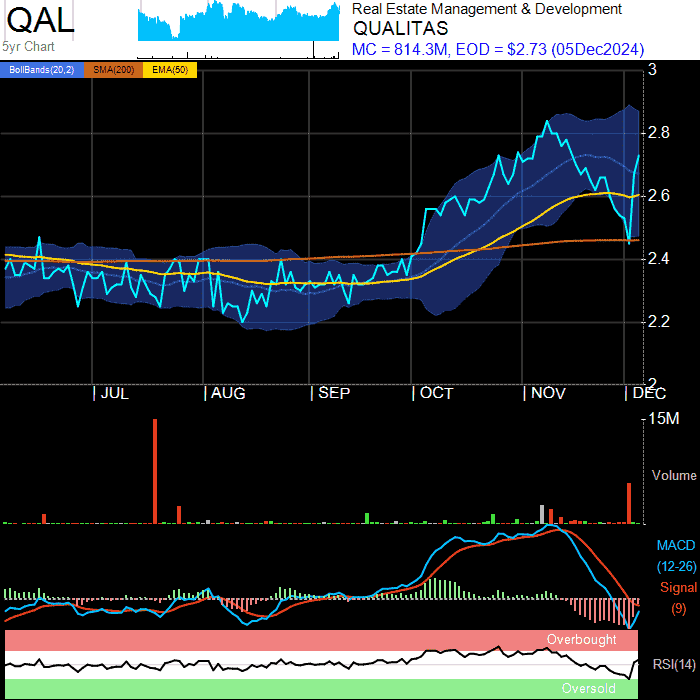 QAL
5yr Chart
Real Estate Management & Development
QUALITAS
MC = 814.3M, EOD = $2.73 (05Dec2024)
BollBands(20,2) SMA(200) EMA(50)
3
2.8
2.6
2.4
2.2
2
JUL AUG SEP OCT NOV DEC
15M
Volume
MACD
(12-26)
Signal
(9)
Overbought
RSI(14)
Oversold